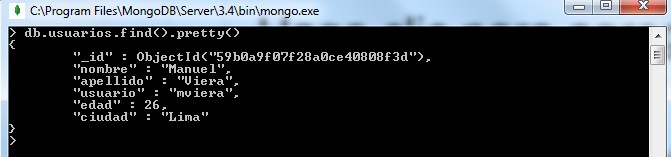 C:\Program Files\MongoDB\Server\3.4\bin\mongo.exe
> db.usuarios.find().pretty()
{
        "_id" : ObjectId("59b0a9f07f28a0ce40808f3d"),
        "nombre" : "Manuel",
        "apellido" : "Viera",
        "usuario" : "mviera",
        "edad" : 26,
        "ciudad" : "Lima"
}
>